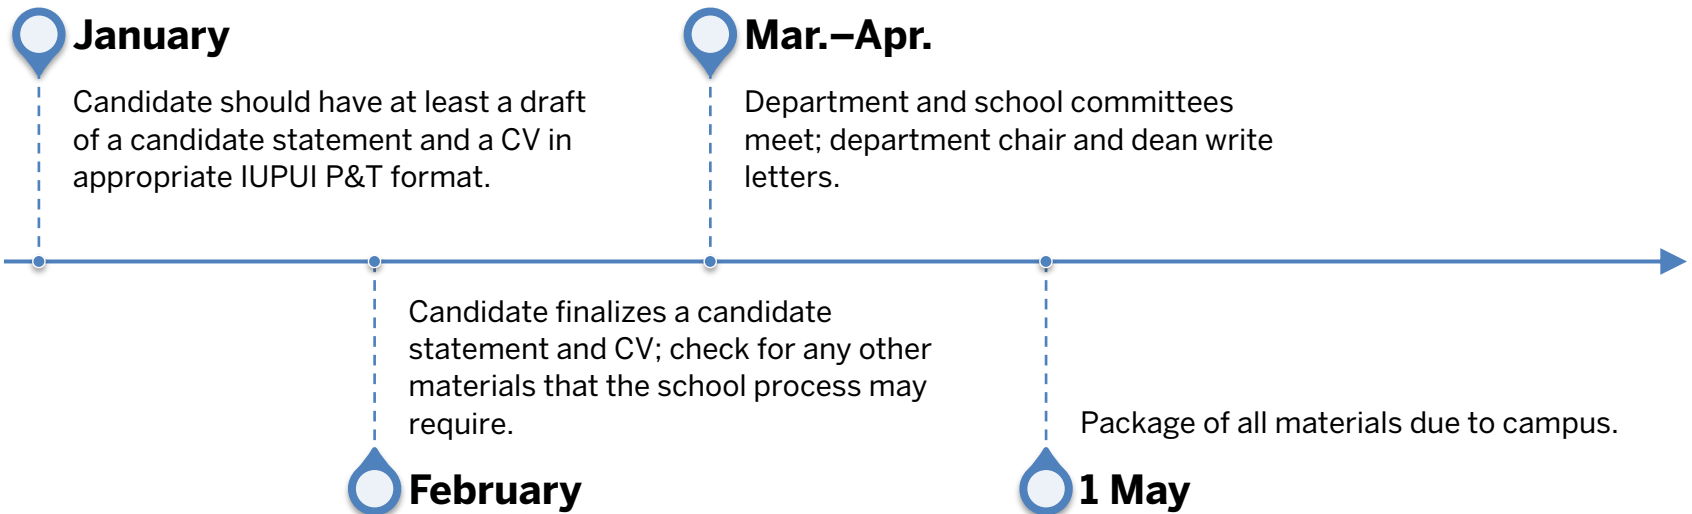 January
Candidate should have at least a draft
of a candidate statement and a CV in
appropriate IUPUI P&T format.
Candidate finalizes a candidate
statement and CV; check for any other
materials that the school process may
require.
February
Mar.–Apr.
Department and school committees
meet; department chair and dean write
letters.
Package of all materials due to campus.
1 May